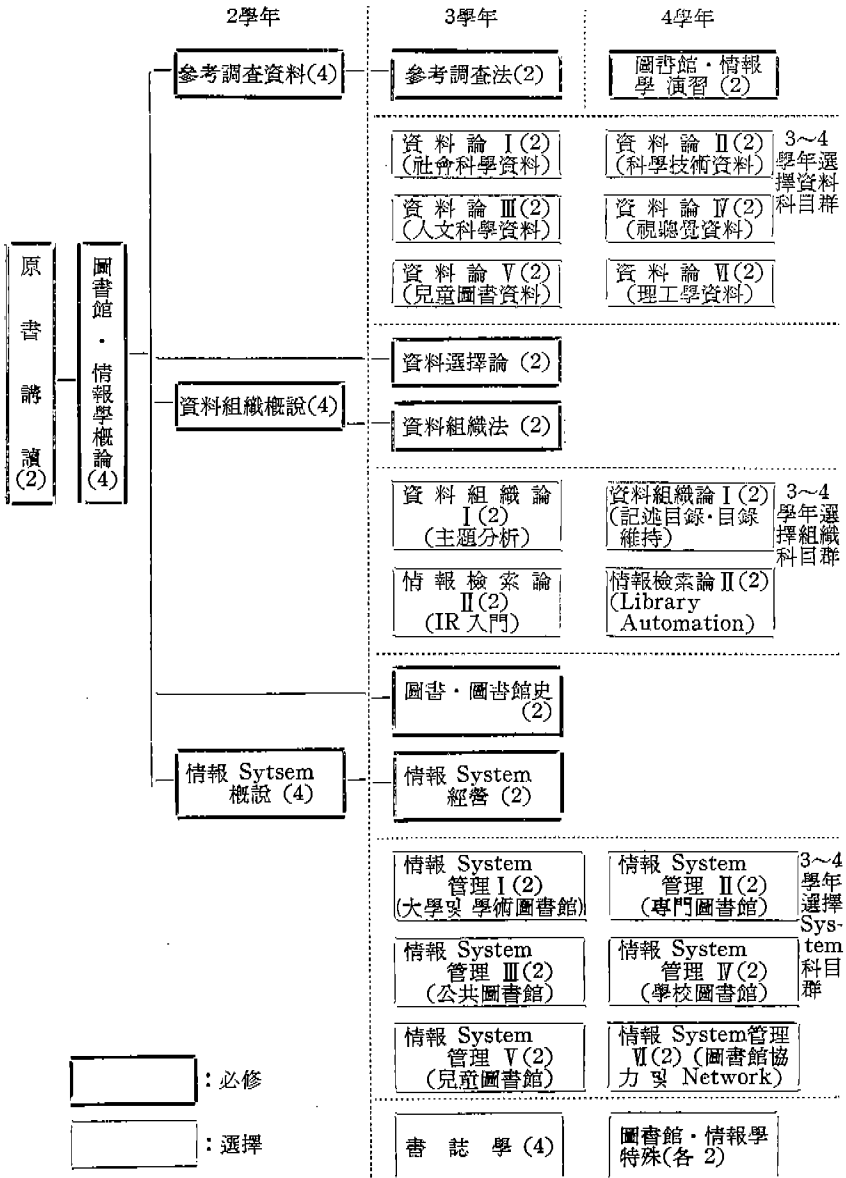 2學年
3學年
4學年
原書講讀
(2)
圖書館・情報學槪論
(4)
參考調査資料(4)
參考調査法(2)
圖書館・情報
學 演習 (2)
資 料 論 Ⅰ(2)
(社會科學資料)
資 料 論 Ⅱ(2)
(科學技術資料)
3～4
學年選
擇資料
科目群
資 料 論 Ⅲ(2)
(人文科學資料)
資 料 論 Ⅳ(2)
(視聽覺資料)
資 料 論 Ⅴ(2)
(兒童圖書資料)
資 料 論 Ⅵ(2)
(理工學資料)
資料選擇論 (2)
資料組織槪說(4)
資料組織法 (2)
資 料 組 織 論
Ⅰ(2)
(主題分析)
資料組織論Ⅰ(2)
(記述目錄・目錄
維持)
3～4
學年選
擇組織
科目群
情 報 檢 索 論
Ⅱ(2)
(IR 入門)
情報檢索論Ⅱ(2)
(Library
Automation)
圖書・圖書館史
(2)
情報 Sytsem
槪說 (4)
情報 System
經營 (2)
情報 System
管理Ⅰ(2)
(大學및 學術圖書館)
情報 System
管理 Ⅱ(2)
(專門圖書館)
3～4
學年
選擇
Sys-
tem
科目
群
情報 System
管理 Ⅲ(2)
(公共圖書館)
情報 System
管理 Ⅳ(2)
(學校圖書館)
情報 System
管理 Ⅴ(2)
(兒童圖書館)
情報 System管理
Ⅵ(2) (圖書館協
力 및 Network)
書 誌 學 (4)
圖書館・情報學
特殊(各 2)
：必修
：選擇